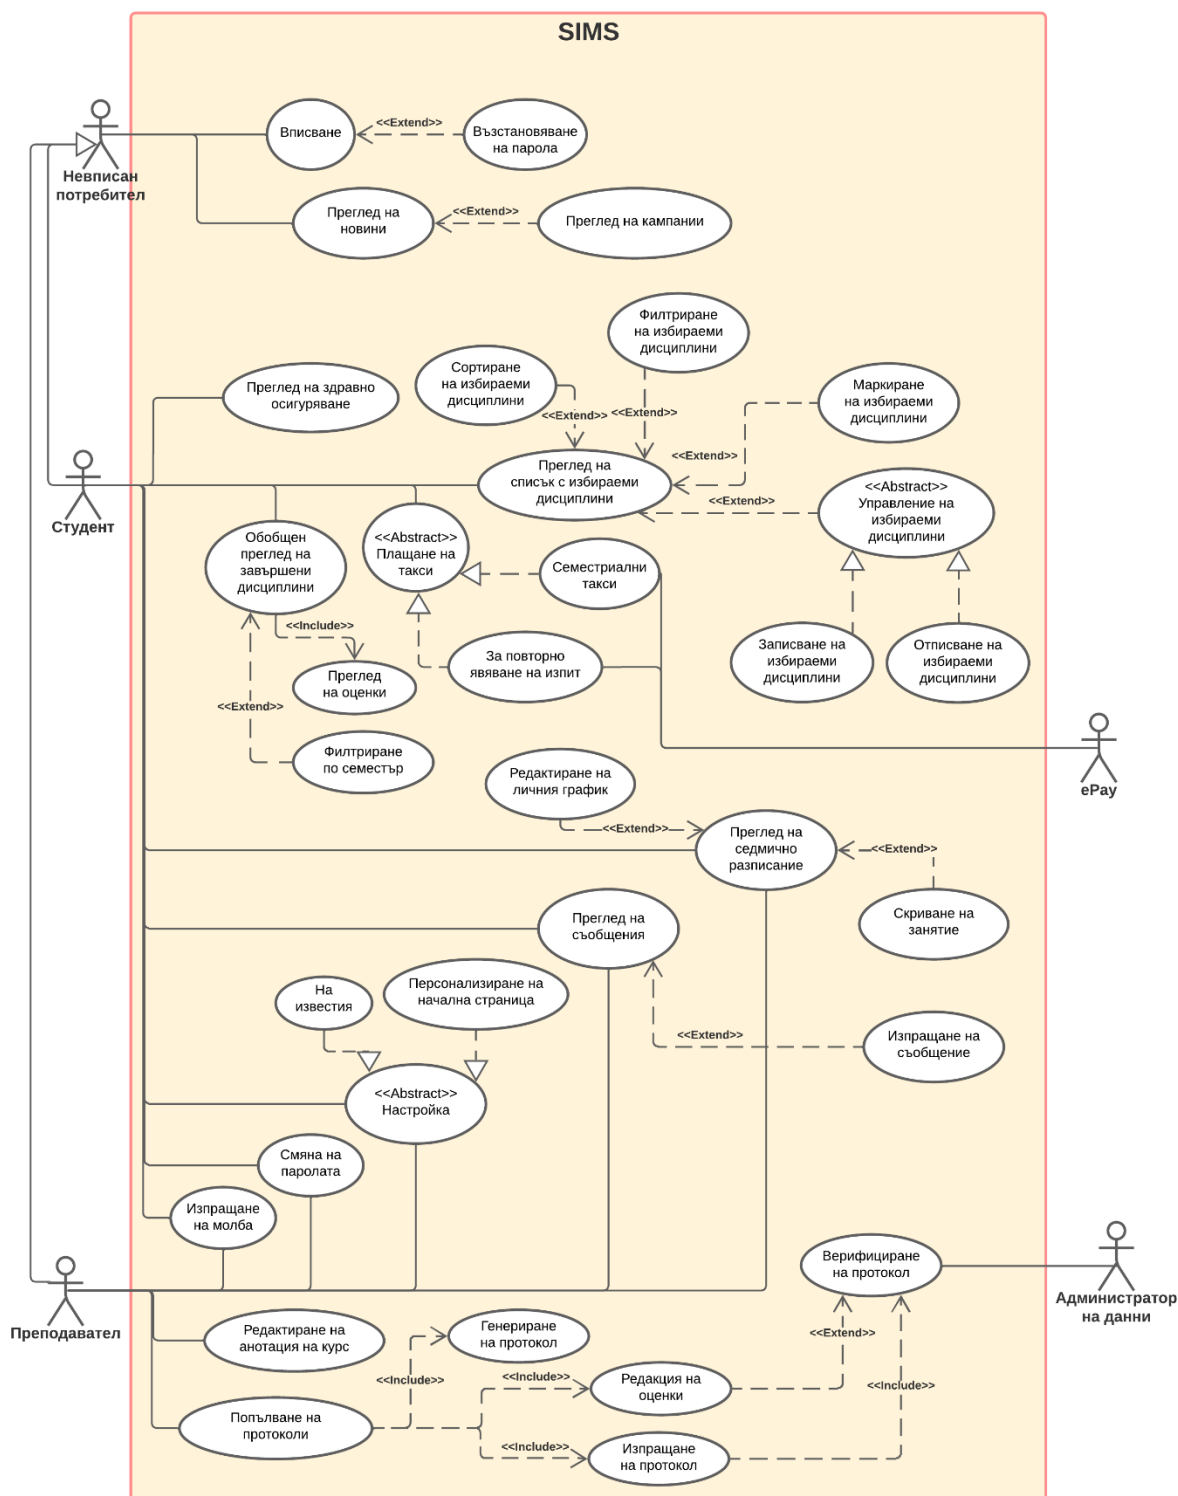 SIMS
Вписване
<<Extend>>
Възстановяване
на парола
Невписан
потребител
Преглед на
новини
<<Extend>>
Преглед на кампании
Филтриране
на избираеми
дисциплини
Сортиране
на избираеми
дисциплини
Преглед на здравно
осигуряване
Маркиране
на избираеми
дисциплини
<<Extend>>
<<Extend>>
<<Extend>>
Преглед на
списък с избираеми
дисциплини
<<Extend>>
<<Abstract>>
Управление на
избираеми
дисциплини
Студент
Обобщен
преглед на
завършени
дисциплини
<<Abstract>>
Плащане на
такси
Семестриални
такси
<<Include>>
За повторно
явяване на изпит
Записване на
избираеми
дисциплини
Отписване на
избираеми
дисциплини
Преглед
на оценки
<<Extend>>
Филтриране
по семестър
ePay
Редактиране на
личния график
<<Extend>>
Преглед на
седмично
разписание
<<Extend>>
Скриване на
занятие
Преглед на
съобщения
На
известия
Персонализиране на
начална страница
<<Extend>>
Изпращане на
съобщение
<<Abstract>>
Настройка
Смяна на
паролата
Изпращане
на молба
Верифициране
на протокол
Администратор
на данни
Преподавател
Редактиране на
анотация на курс
Генериране
на протокол
<<Extend>>
<<Include>>
<<Include>>
Редакция на
оценки
<<Include>>
Попълване на
протоколи
<<Include>>
Изпращане
на протокол